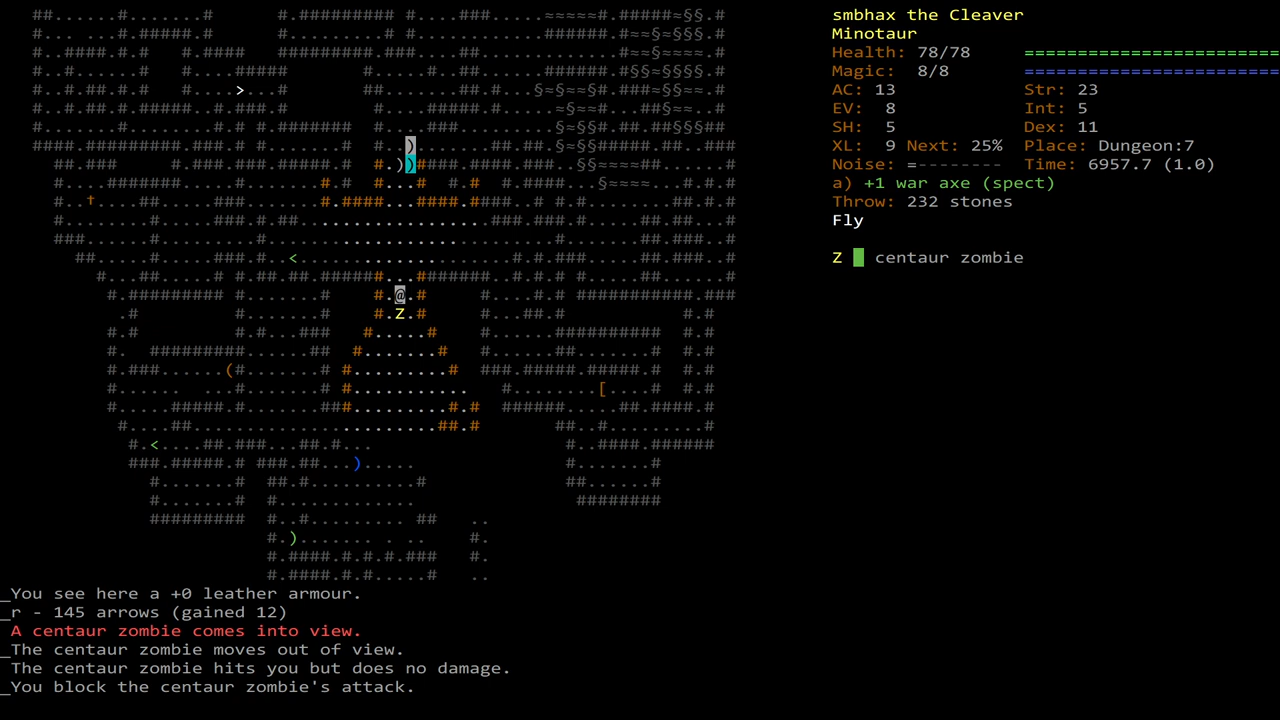 smbhax the Cleaver
Minotaur
Health: 78/78 ========================
Magic: 8/8 ========================
AC: 13 Str: 23
EV: 8 Int: 5
SH: 5 Dex: 11
XL: 9 Next: 25% Place: Dungeon:7
Noise: =-------- Time: 6957.7 (1.0)
a) +1 war axe (spect)
Throw: 232 stones
Fly
Z centaur zombie
_You see here a +0 leather armour.
_r - 145 arrows (gained 12)
A centaur zombie comes into view.
_The centaur zombie moves out of view.
The centaur zombie hits you but does no damage.
_You block the centaur zombie's attack.